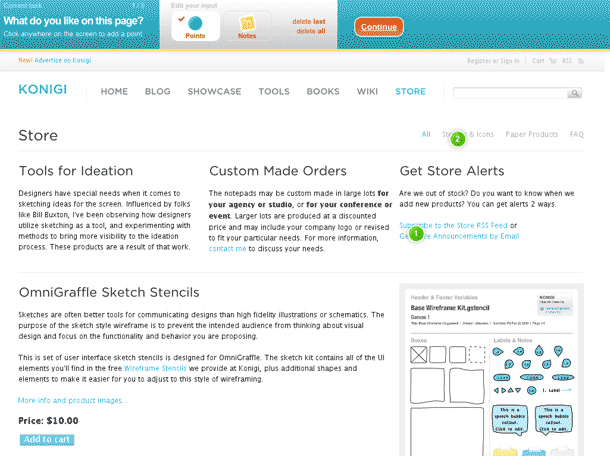 Current task 1 / 5
What do you like on this page?
Click anywhere on the screen to add a point
Edit your input
Points
Notes
delete last
delete all
Continue
New! Advertise on Konigi
Register or Sign In
Cart
RSS
KONIGI
HOME
BLOG
SHOWCASE
TOOLS
BOOKS
WIKI
STORE
Store
All
& Icons
Paper Products
FAQ
2
Tools for Ideation
Designers have special needs when it comes to
sketching ideas for the screen. Influenced by folks
like Bill Buxton, I've been observing how designers
utilize sketching as a tool, and experimenting with
methods to bring more visibility to the ideation
process. These products are a result of that work.
Custom Made Orders
The notepads may be custom made in large lots for
your agency or studio, or for your conference or
event. Larger lots are produced at a discounted
price and may include your company logo or revised
to fit your particular needs. For more information,
contact me to discuss your needs.
Get Store Alerts
Are we out of stock? Do you want to know when we
add new products? You can get alerts 2 ways.
Subscribe to the Store RSS Feed or
1
Announcements by Email
OmniGraffle Sketch Stencils
Sketches are often better tools for communicating designs than high fidelity illustrations or schematics. The
purpose of the sketch style wireframe is to prevent the intended audience from thinking about visual
design and focus on the functionality and behavior you are proposing.
This is set of user interface sketch stencils is designed for OmniGraffle. The sketch kit contains all of the UI
elements you'll find in the free Wireframe Stencils we provide at Konigi, plus additional shapes and
elements to make it easier for you to adjust to this style of wireframing.
More info and product images...
Price: $10.00
Add to cart
Header & Footer Variables
Base Wireframe Kit.gstencil
Canvas 1
KONIGI
Boxes
Labels & Notes
1. Label
This is a
speech bubble
callout.
Click to edit.
This is a
speech bubble
callout.
Click to edit.